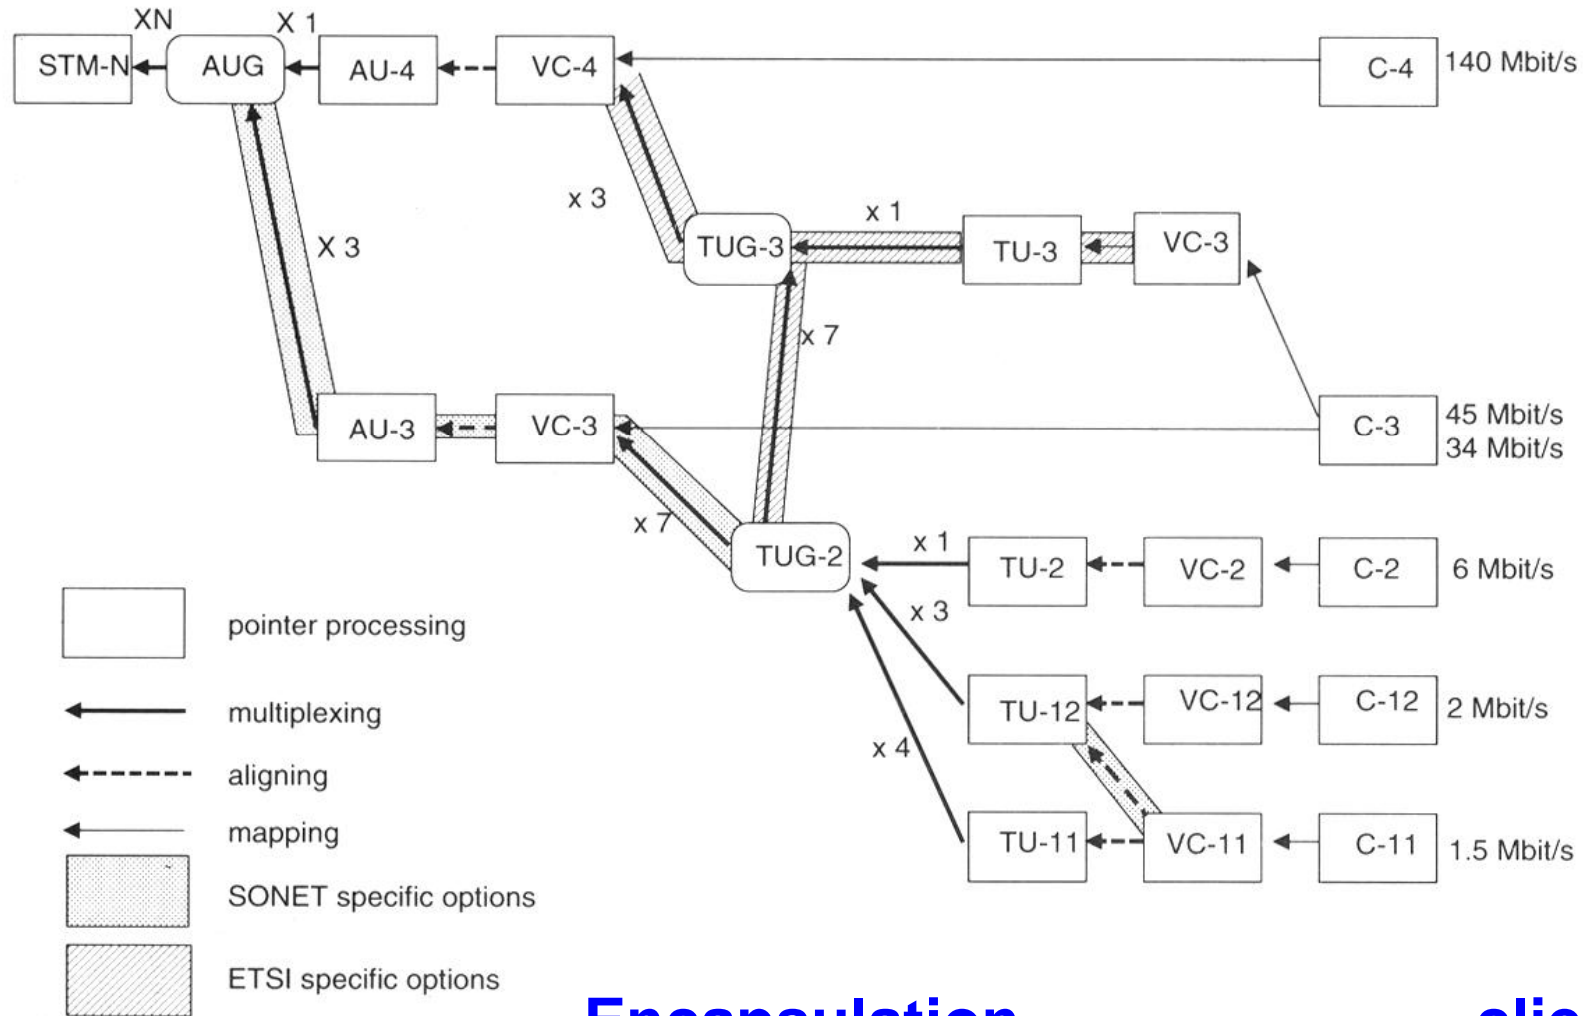 XN
X 1
STM-N
AUG
AU-4
VC-4
C-4
140 Mbit/s
x 3
x 1
X 3
TUG-3
TU-3
VC-3
x 7
AU-3
VC-3
C-3
45 Mbit/s
34 Mbit/s
x 7
TUG-2
x 1
TU-2
VC-2
C-2
6 Mbit/s
x 3
pointer processing
TU-12
VC-12
C-12
2 Mbit/s
multiplexing
x 4
aligning
mapping
TU-11
VC-11
C-11
1.5 Mbit/s
SONET specific options
ETSI specific options
Encapsulation